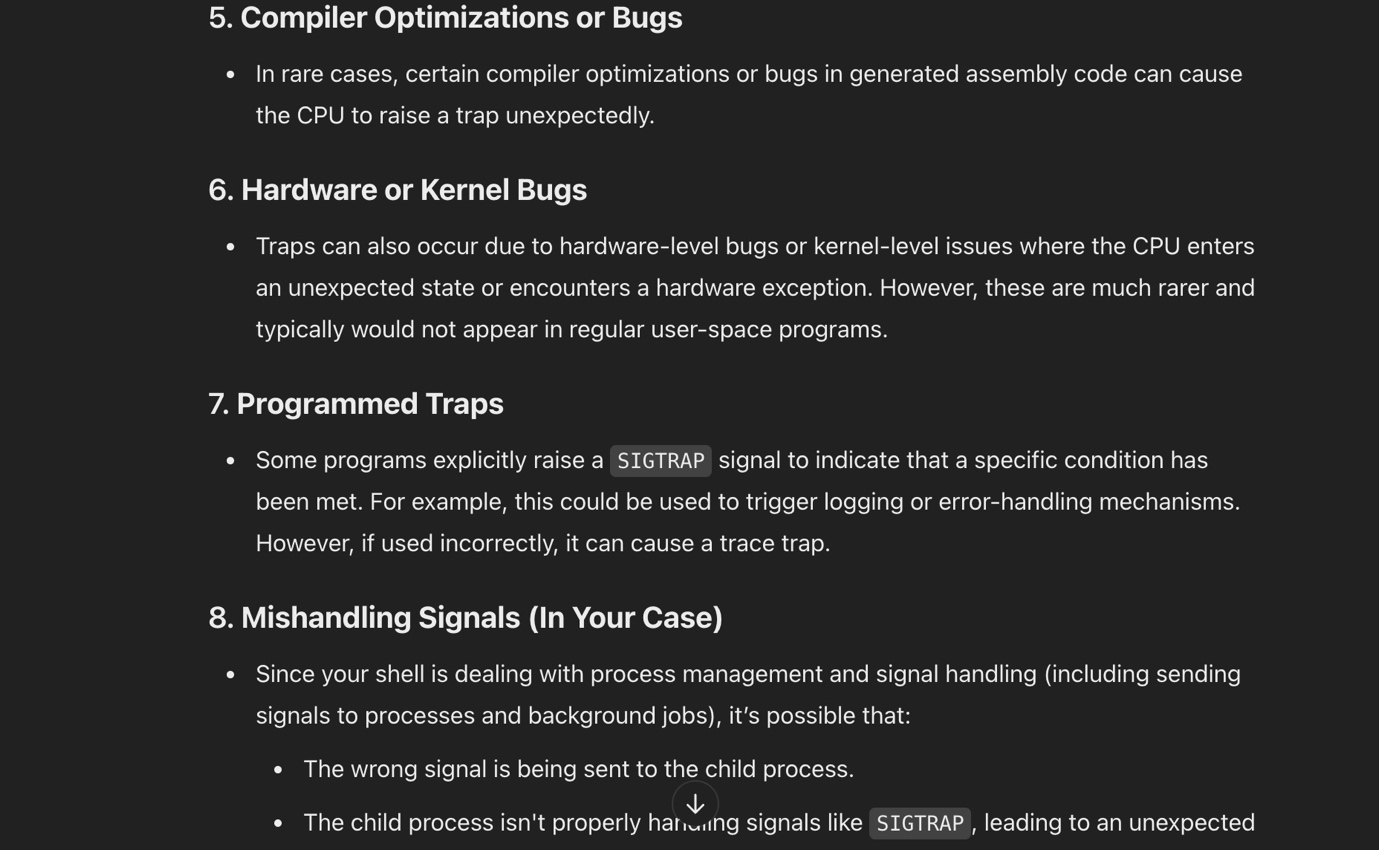 5. Compiler Optimizations or Bugs
• In rare cases, certain compiler optimizations or bugs in generated assembly code can cause
the CPU to raise a trap unexpectedly.
6. Hardware or Kernel Bugs
• Traps can also occur due to hardware-level bugs or kernel-level issues where the CPU enters
an unexpected state or encounters a hardware exception. However, these are much rarer and
typically would not appear in regular user-space programs.
7. Programmed Traps
• Some programs explicitly raise a SIGTRAP signal to indicate that a specific condition has
been met. For example, this could be used to trigger logging or error-handling mechanisms.
However, if used incorrectly, it can cause a trace trap.
8. Mishandling Signals (In Your Case)
• Since your shell is dealing with process management and signal handling (including sending
signals to processes and background jobs), it’s possible that:
• The wrong signal is being sent to the child process.
• The child process isn't properly handling signals like SIGTRAP, leading to an unexpected